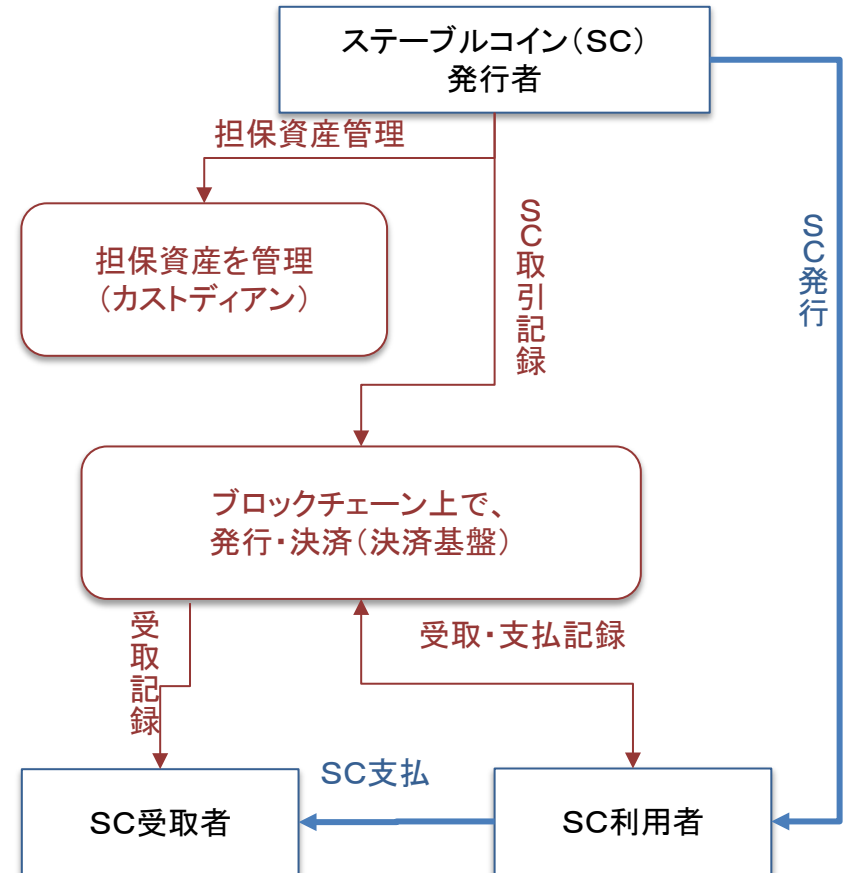 ステーブルコイン(SC)
発行者
担保資産管理
SC取引記録
SC発行
担保資産を管理
(カストディアン)
ブロックチェーン上で、
発行・決済(決済基盤)
受取記録
受取・支払記録
SC支払
SC受取者
SC利用者